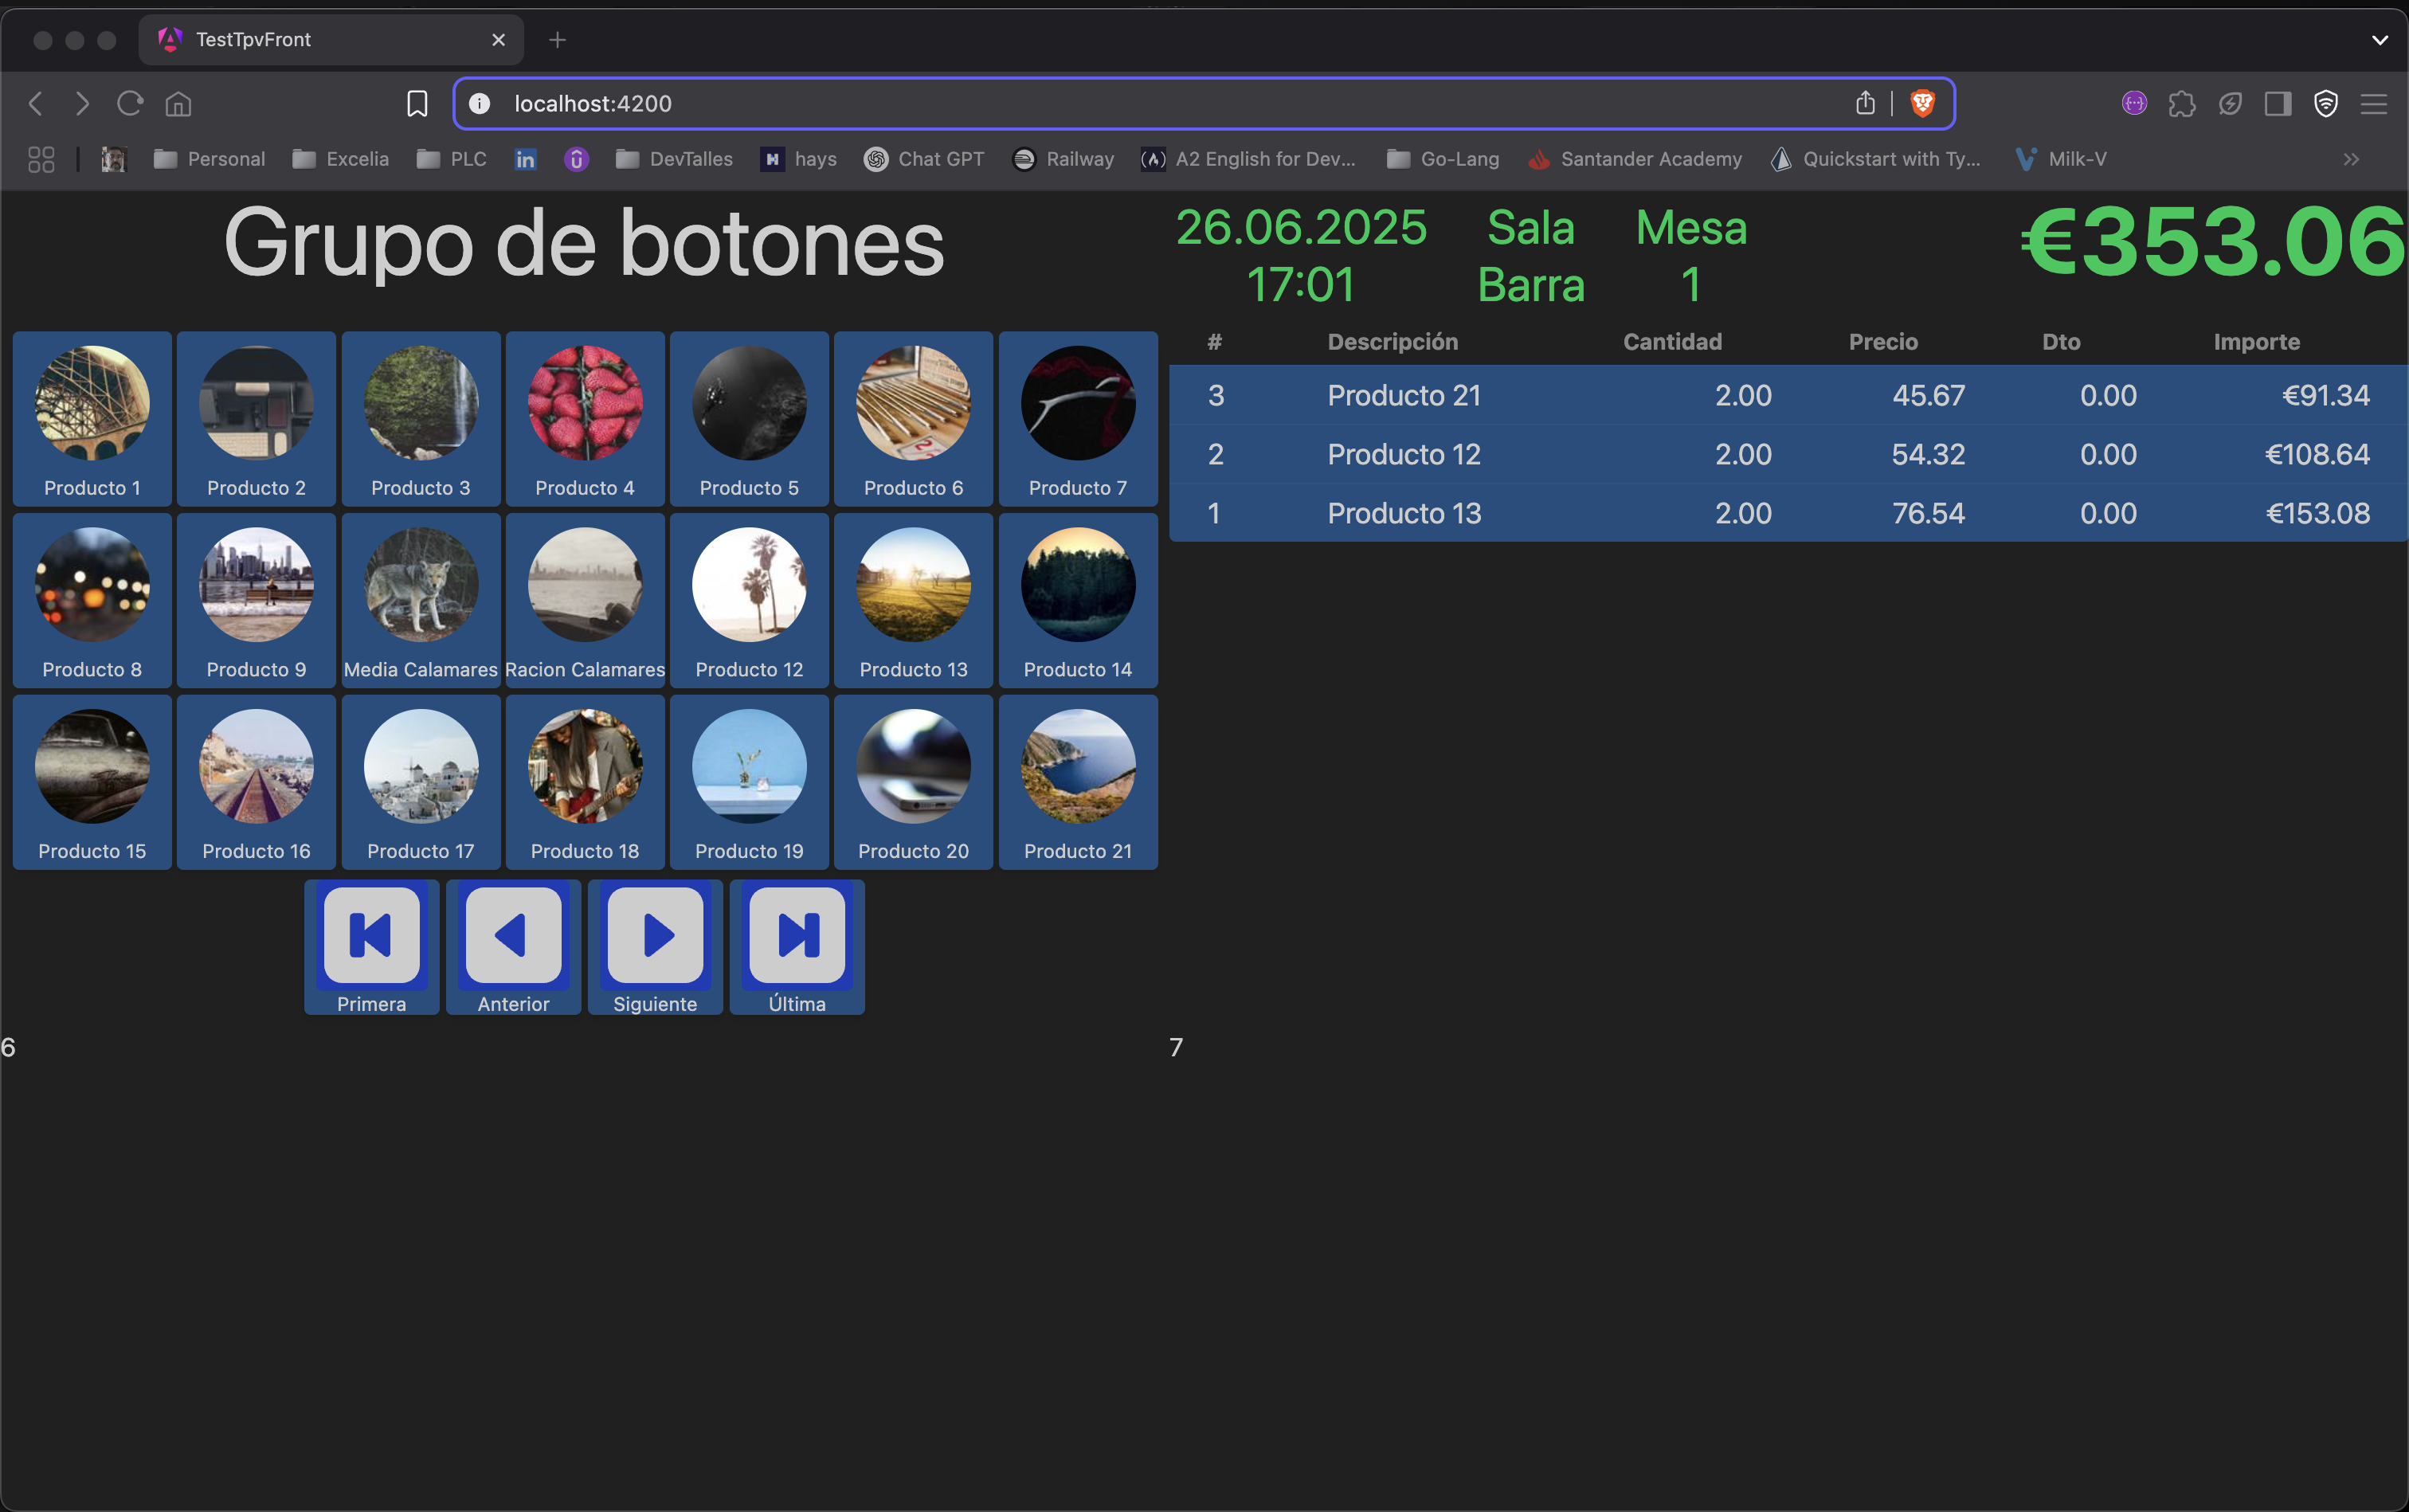 TestTpvFront
localhost:4200
Personal
Excelia
PLC
DevTalles
hays
Chat GPT
Railway
A2 English for Dev...
Go-Lang
Santander Academy
Quickstart with Ty...
Milk-V
Grupo de botones
26.06.2025 Sala Mesa €353.06
17:01 Barra 1
Producto 1 Producto 2 Producto 3 Producto 4 Producto 5 Producto 6 Producto 7
Producto 8 Producto 9 Media Calamares Racion Calamares Producto 12 Producto 13 Producto 14
Producto 15 Producto 16 Producto 17 Producto 18 Producto 19 Producto 20 Producto 21
Primera Anterior Siguiente Última
# Descripción Cantidad Precio Dto Importe
3 Producto 21 2.00 45.67 0.00 €91.34
2 Producto 12 2.00 54.32 0.00 €108.64
1 Producto 13 2.00 76.54 0.00 €153.08
6
7